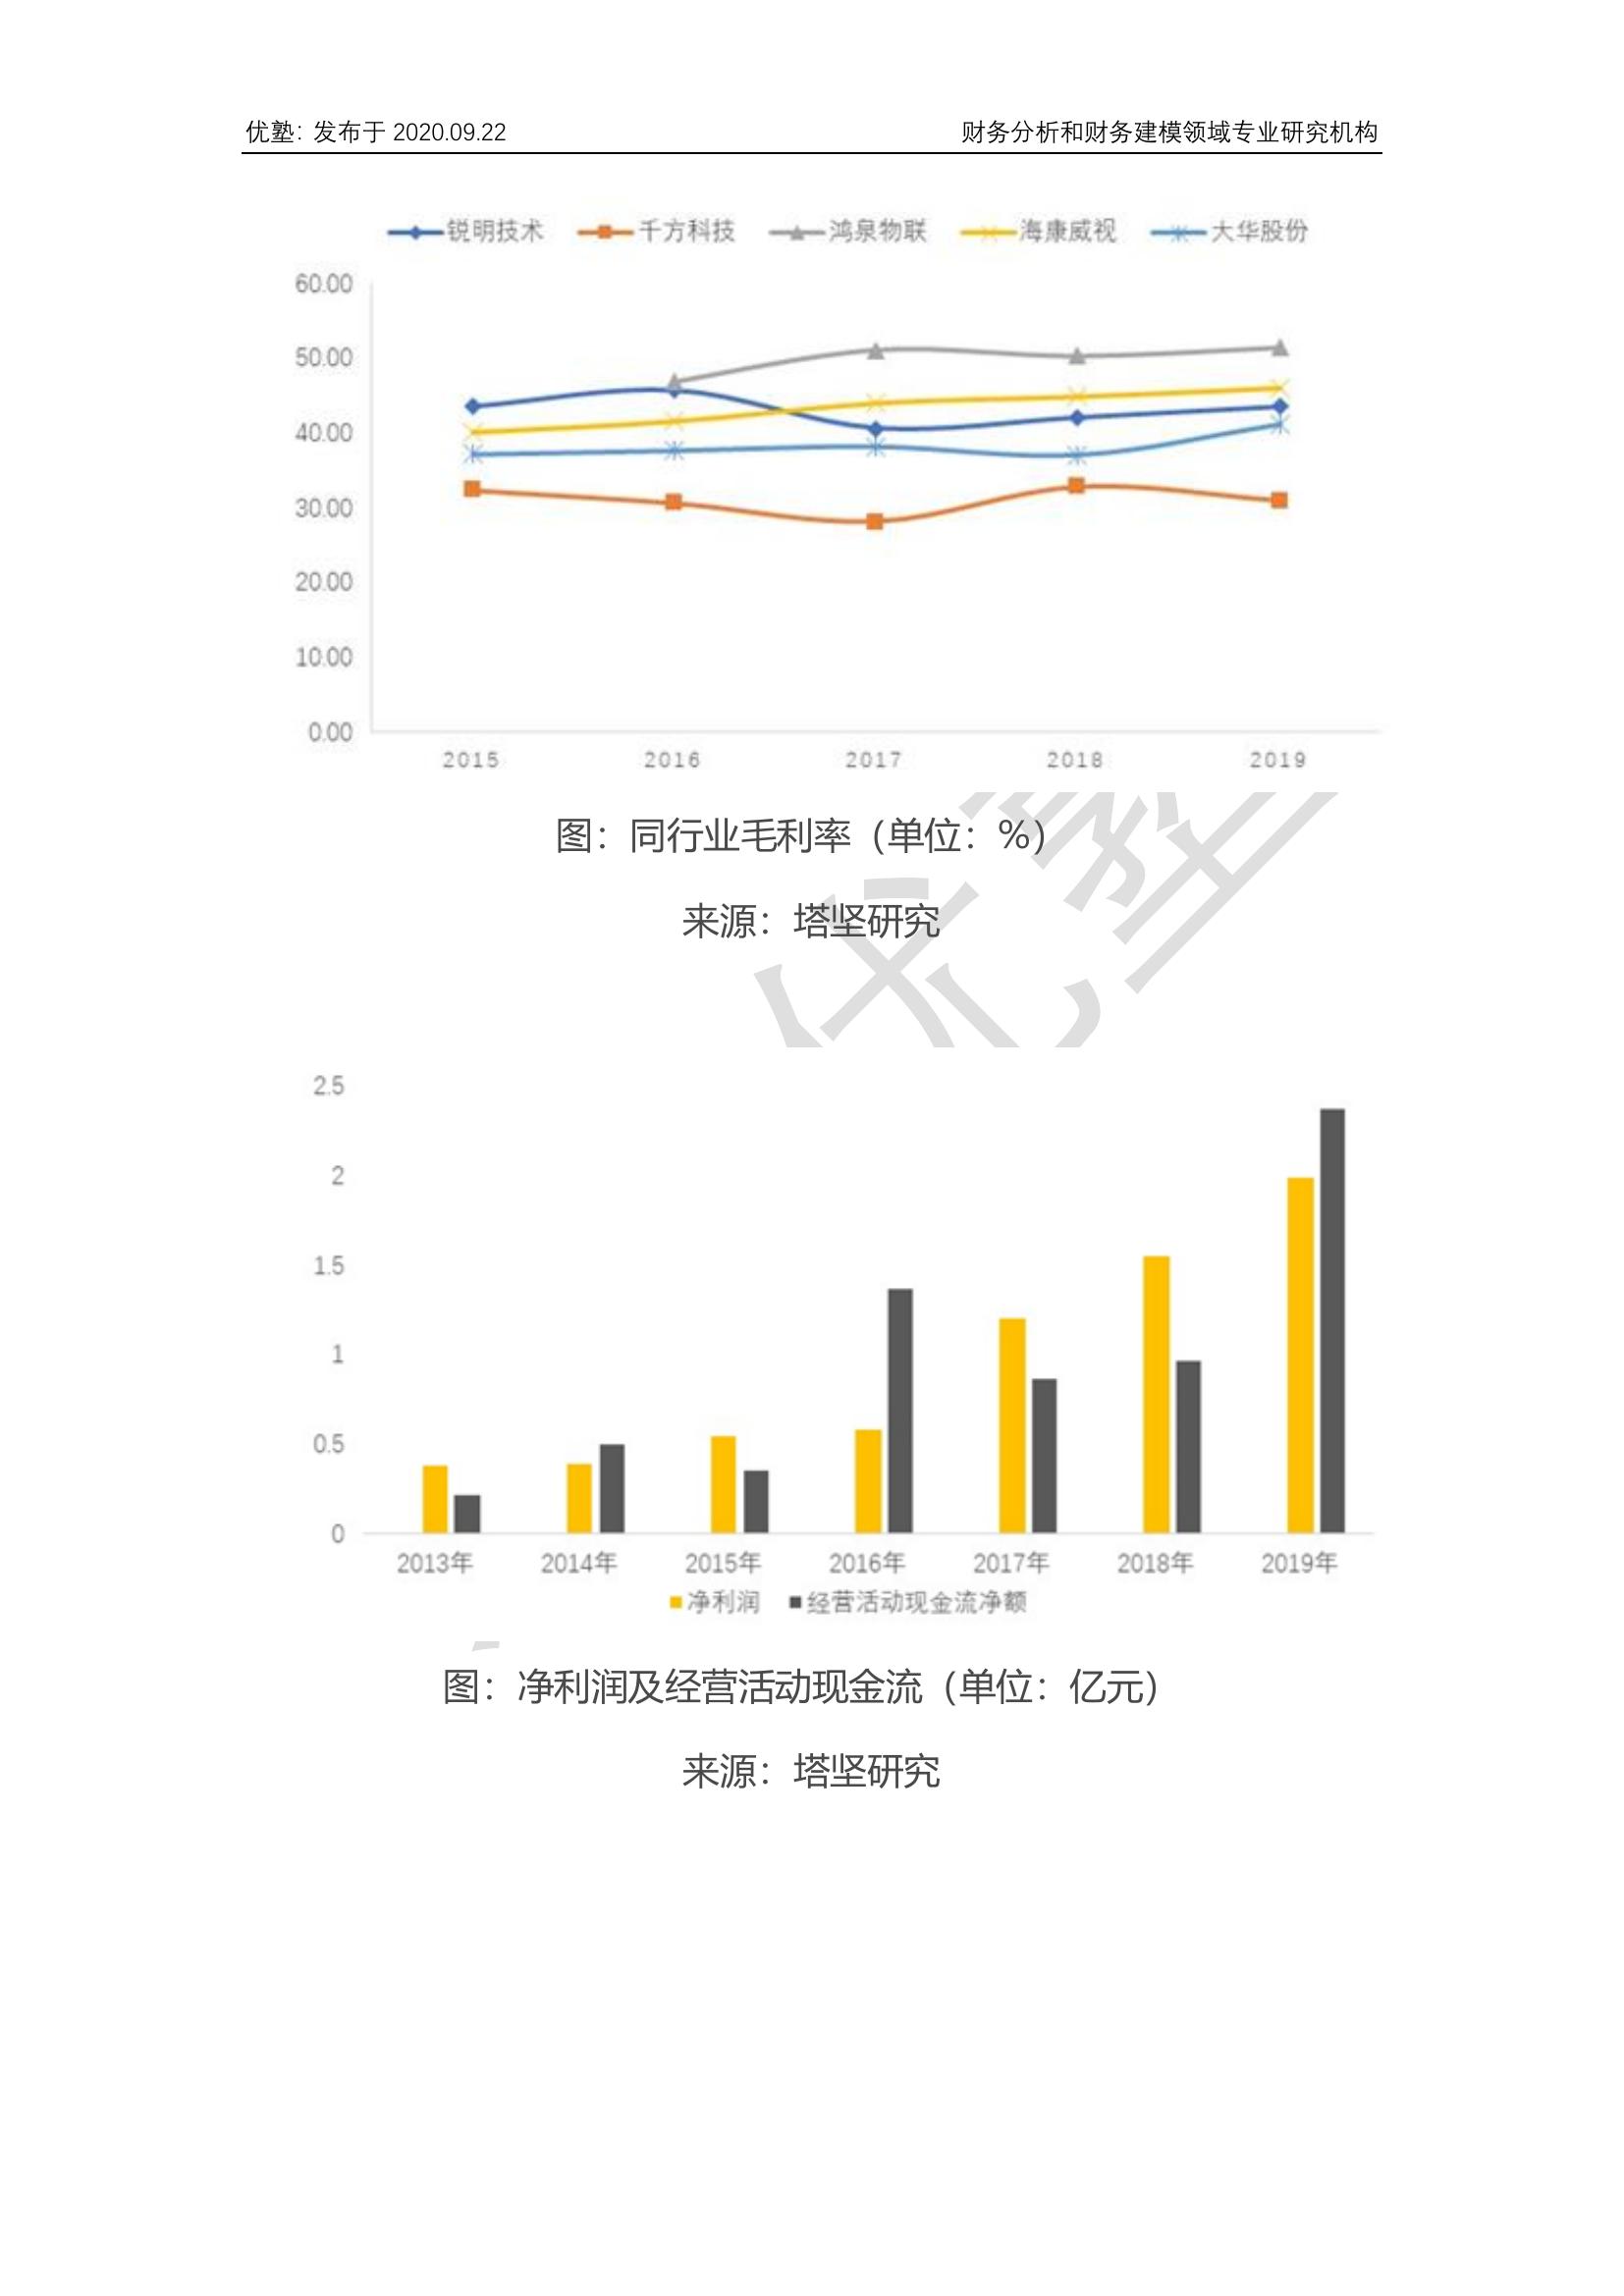 优塾：发布于 2020.09.22 财务分析和财务建模领域专业研究机构
锐明技术 千方科技 鸿泉物联 海康威视 大华股份
60.00
50.00
40.00
30.00
20.00
10.00
0.00
2015 2016 2017 2018 2019
图：同行业毛利率（单位：%）
来源：塔坚研究
优塾
2.5
2
1.5
1
0.5
0
2013年 2014年 2015年 2016年 2017年 2018年 2019年
净利润 经营活动现金流净额
图：净利润及经营活动现金流（单位：亿元）
来源：塔坚研究